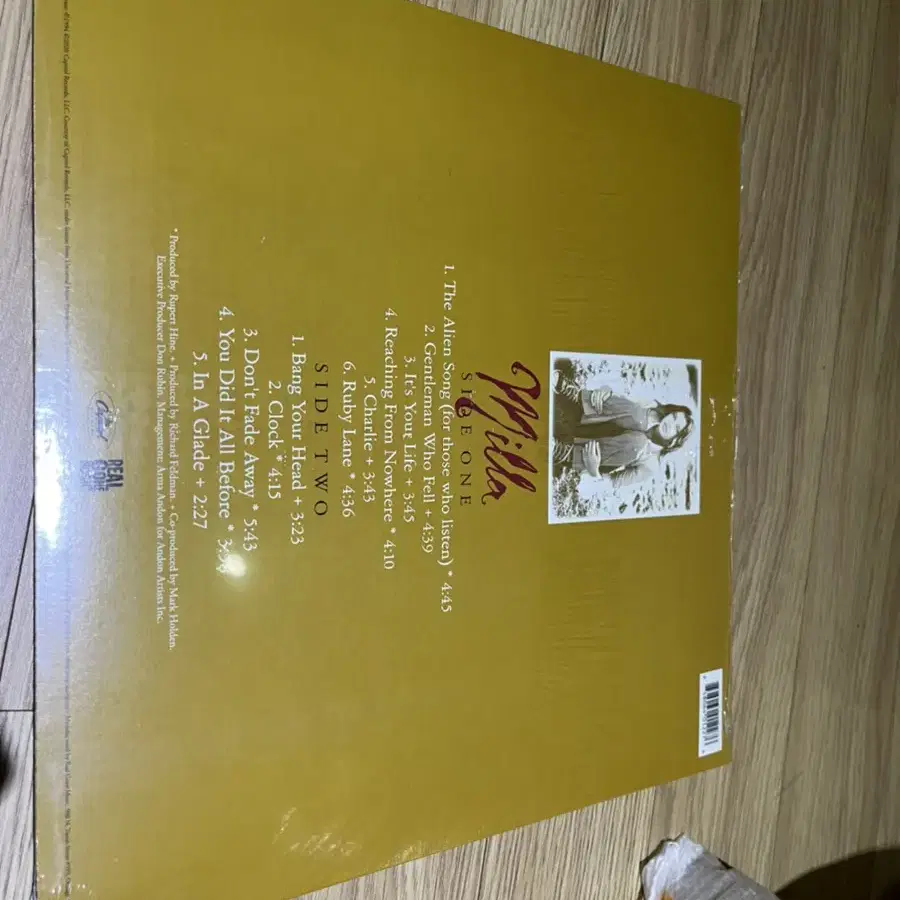 Milla
SIDE ONE
1. The Alien Song (for those who listen) * 4:45
2. Gentleman Who Fell + 4:39
3. It's Your Life + 3:45
4. Reaching From Nowhere * 4:10
5. Charlie + 3:43
6. Ruby Lane * 4:36
SIDE TWO
1. Bang Your Head + 3:23
2. Clock * 4:15
3. Don't Fade Away * 5:43
4. You Did It All Before *
5. In A Glade + 2:27
* Produced by Rupert Hine. + Produced by Richard Feldman. + Co-produced by Mark Holden.
Executive Producer Don Rubin. Management: Anna Andon for Andon Artists Inc.
Capitol
REAL
GONE
MUSIC